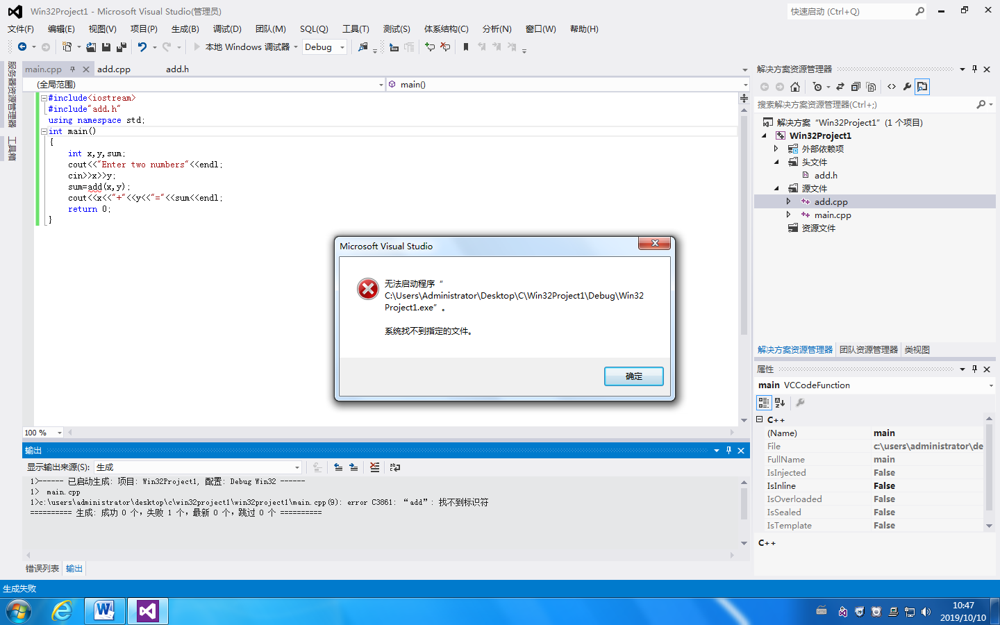 Win32Project1 - Microsoft Visual Studio(管理员)
快速启动 (Ctrl+Q)
文件(F) 编辑(E) 视图(V) 项目(P) 生成(B) 调试(D) 团队(M) SQL(Q) 工具(T) 测试(S) 体系结构(C) 分析(N) 窗口(W) 帮助(H)
本地 Windows 调试器 Debug
服务器资源管理器
工具箱
main.cpp add.cpp add.h
(全局范围) main()
#include<iostream>
#include"add.h"
using namespace std;
int main()
{
int x,y,sum;
cout<<"Enter two numbers"<<endl;
cin>>x>>y;
sum=add(x,y);
cout<<x<<"+"<<y<<"="<<sum<<endl;
return 0;
}
100 %
Microsoft Visual Studio
无法启动程序“
C:\Users\Administrator\Desktop\C\Win32Project1\Debug\Win32
Project1.exe”。
系统找不到指定的文件。
确定
输出
显示输出来源(S): 生成
1>------ 已启动生成: 项目: Win32Project1, 配置: Debug Win32 ------
1> main.cpp
1>c:\users\administrator\desktop\c\win32project1\win32project1\main.cpp(9): error C3861: “add”: 找不到标识符
========== 生成: 成功 0 个，失败 1 个，最新 0 个，跳过 0 个 ==========
错误列表 输出
解决方案资源管理器
搜索解决方案资源管理器(Ctrl+;)
解决方案“Win32Project1”(1 个项目)
Win32Project1
外部依赖项
头文件
add.h
源文件
add.cpp
main.cpp
资源文件
解决方案资源管理器 团队资源管理器 类视图
属性
main VCCodeFunction
C++
(Name) main
File c:\users\administrator\de
FullName main
IsInjected False
IsInline False
IsOverloaded False
IsSealed False
IsTemplate False
C++
生成失败
10:47
2019/10/10